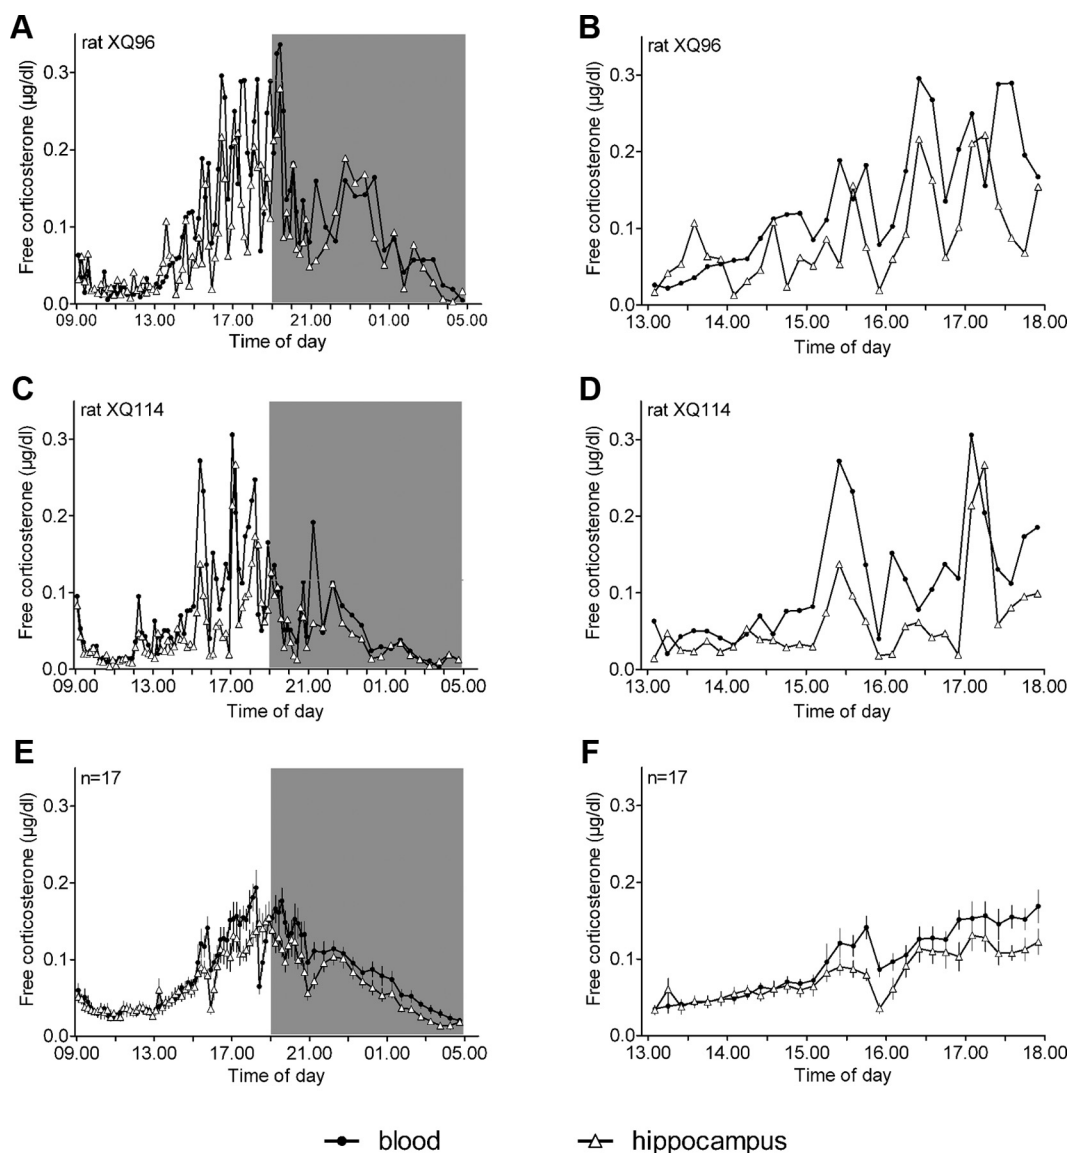 A
rat XQ96
Free corticosterone (µg/dl)
0.3
0.2
0.1
0.0
09.00 13.00 17.00 21.00 01.00 05.00
Time of day
B
rat XQ96
Free corticosterone (µg/dl)
0.3
0.2
0.1
0.0
13.00 14.00 15.00 16.00 17.00 18.00
Time of day
C
rat XQ114
Free corticosterone (µg/dl)
0.3
0.2
0.1
0.0
09.00 13.00 17.00 21.00 01.00 05.00
Time of day
D
rat XQ114
Free corticosterone (µg/dl)
0.3
0.2
0.1
0.0
13.00 14.00 15.00 16.00 17.00 18.00
Time of day
E
n=17
Free corticosterone (µg/dl)
0.3
0.2
0.1
0.0
09.00 13.00 17.00 21.00 01.00 05.00
Time of day
F
n=17
Free corticosterone (µg/dl)
0.3
0.2
0.1
0.0
13.00 14.00 15.00 16.00 17.00 18.00
Time of day
blood
hippocampus